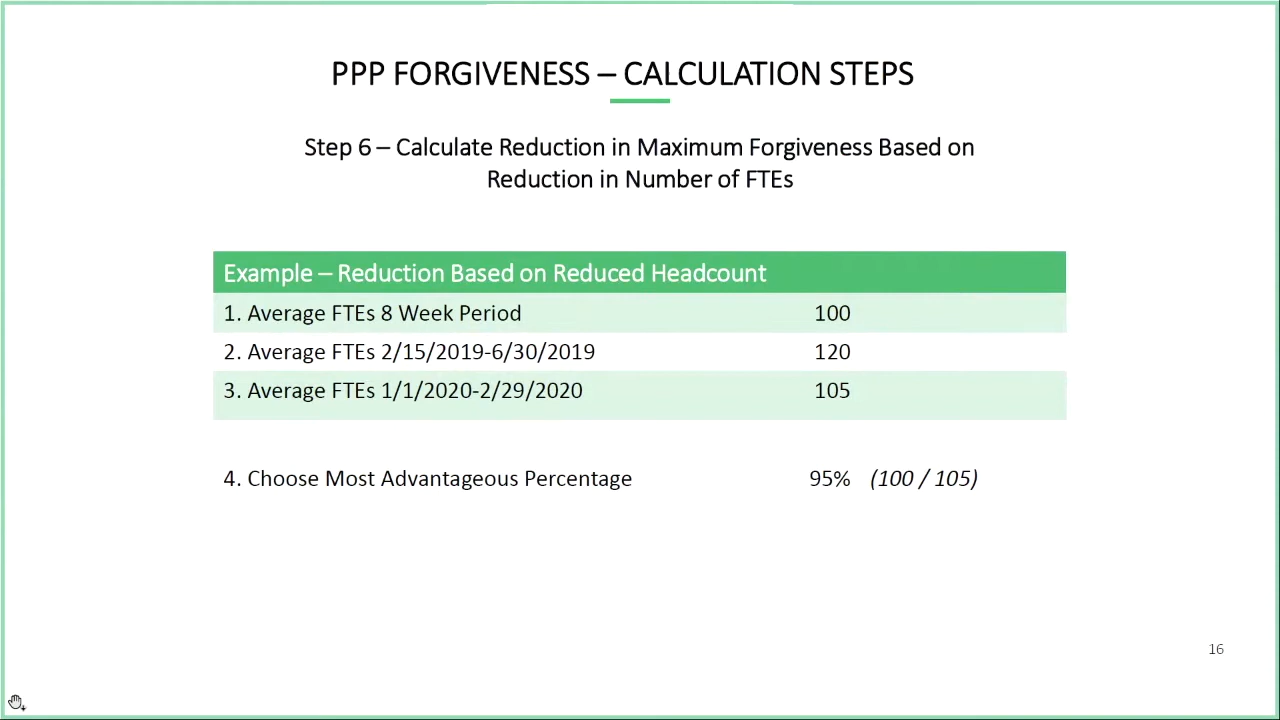 PPP FORGIVENESS – CALCULATION STEPS
Step 6 – Calculate Reduction in Maximum Forgiveness Based on
Reduction in Number of FTEs
Example – Reduction Based on Reduced Headcount
1. Average FTEs 8 Week Period 100
2. Average FTEs 2/15/2019-6/30/2019 120
3. Average FTEs 1/1/2020-2/29/2020 105
4. Choose Most Advantageous Percentage 95% (100 / 105)
16